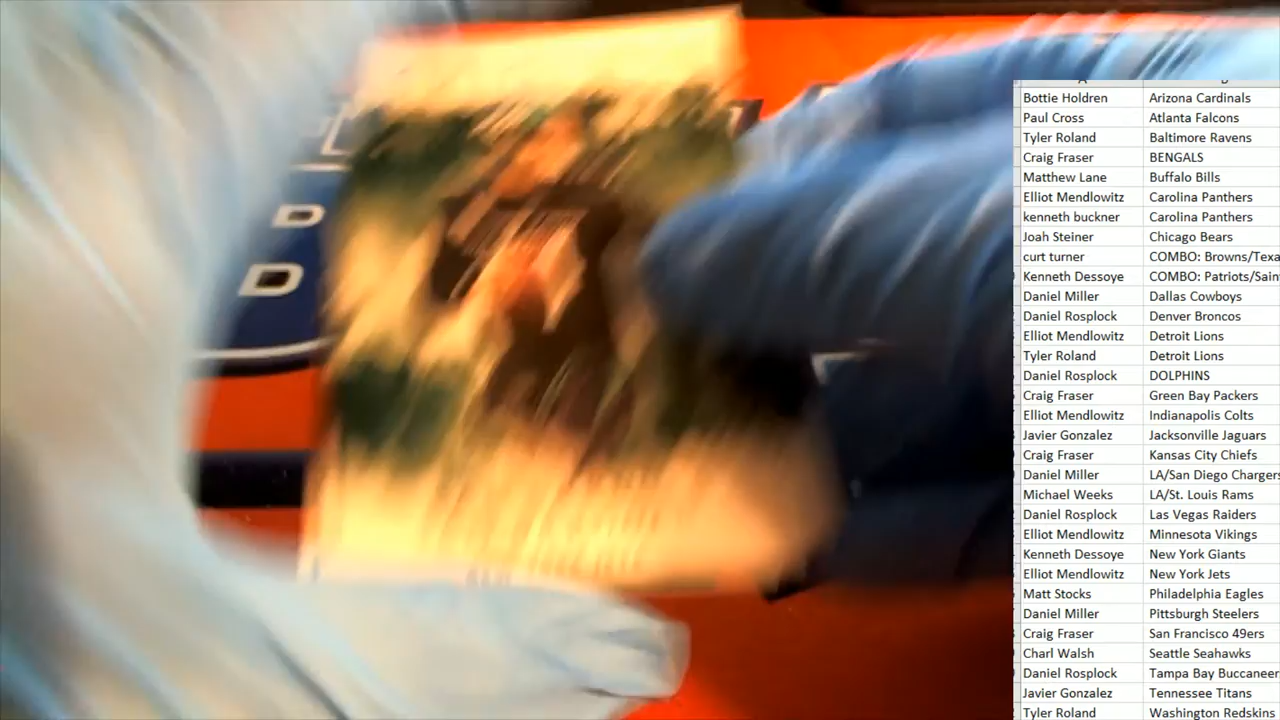 Bottie Holdren Arizona Cardinals
Paul Cross Atlanta Falcons
Tyler Roland Baltimore Ravens
Craig Fraser BENGALS
Matthew Lane Buffalo Bills
Elliot Mendlowitz Carolina Panthers
kenneth buckner Carolina Panthers
Joah Steiner Chicago Bears
curt turner COMBO: Browns/Texa
Kenneth Dessoye COMBO: Patriots/Sain
Daniel Miller Dallas Cowboys
Daniel Rosplock Denver Broncos
Elliot Mendlowitz Detroit Lions
Tyler Roland Detroit Lions
Daniel Rosplock DOLPHINS
Craig Fraser Green Bay Packers
Elliot Mendlowitz Indianapolis Colts
Javier Gonzalez Jacksonville Jaguars
Craig Fraser Kansas City Chiefs
Daniel Miller LA/San Diego Chargers
Michael Weeks LA/St. Louis Rams
Daniel Rosplock Las Vegas Raiders
Elliot Mendlowitz Minnesota Vikings
Kenneth Dessoye New York Giants
Elliot Mendlowitz New York Jets
Matt Stocks Philadelphia Eagles
Daniel Miller Pittsburgh Steelers
Craig Fraser San Francisco 49ers
Charl Walsh Seattle Seahawks
Daniel Rosplock Tampa Bay Buccaneer
Javier Gonzalez Tennessee Titans
Tyler Roland Washington Redskins